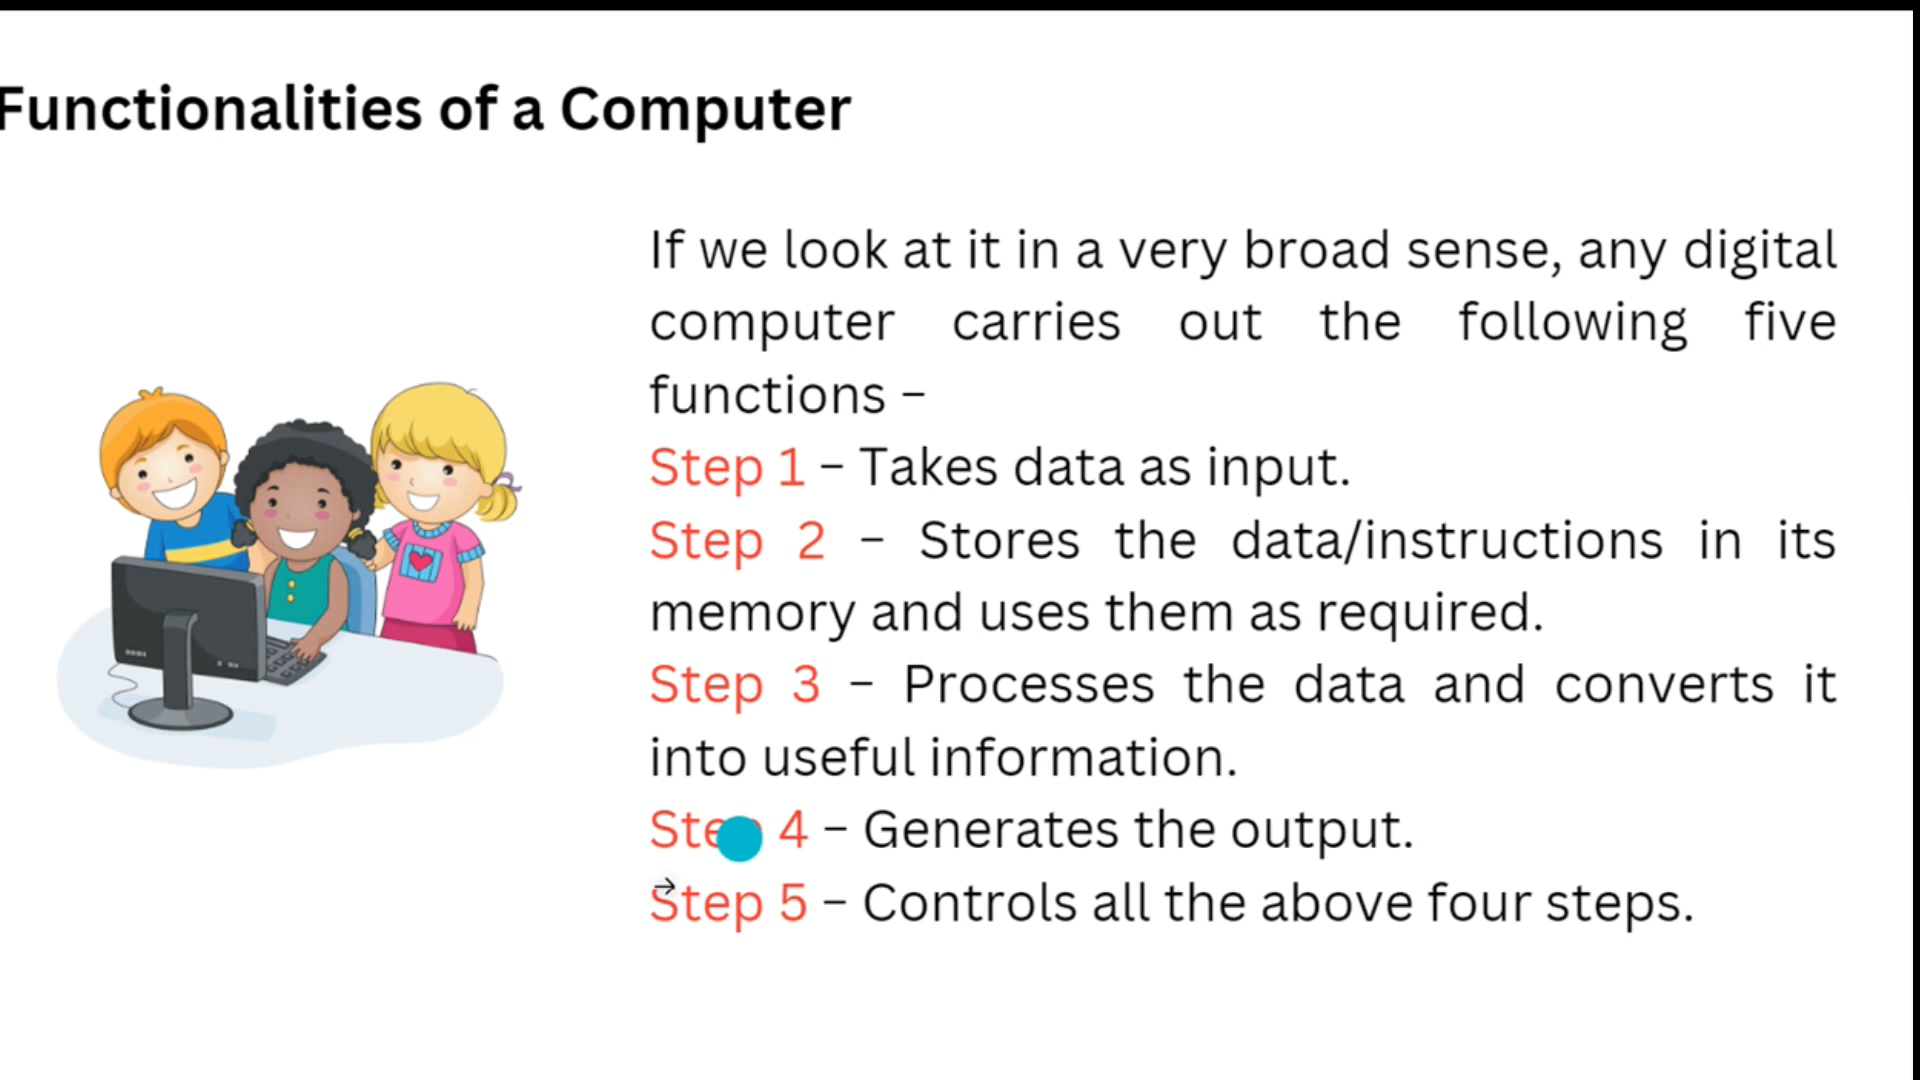 Functionalities of a Computer
If we look at it in a very broad sense, any digital
computer carries out the following five
functions –
Step 1 – Takes data as input.
Step 2 – Stores the data/instructions in its
memory and uses them as required.
Step 3 – Processes the data and converts it
into useful information.
Step 4 – Generates the output.
Step 5 – Controls all the above four steps.